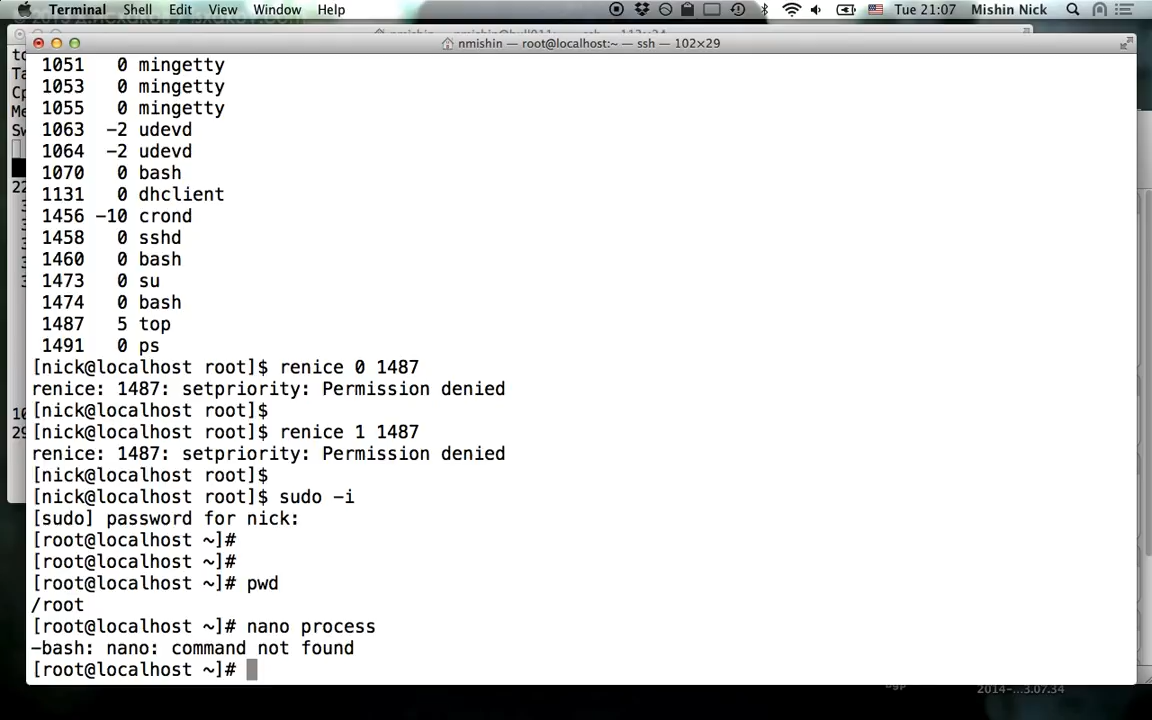 Terminal Shell Edit View Window Help Tue 21:07 Mishin Nick
nmishin — root@localhost:~ — ssh — 102×29
1051 0 mingetty
1053 0 mingetty
1055 0 mingetty
1063 -2 udevd
1064 -2 udevd
1070 0 bash
1131 0 dhclient
1456 -10 crond
1458 0 sshd
1460 0 bash
1473 0 su
1474 0 bash
1487 5 top
1491 0 ps
[nick@localhost root]$ renice 0 1487
renice: 1487: setpriority: Permission denied
[nick@localhost root]$
[nick@localhost root]$ renice 1 1487
renice: 1487: setpriority: Permission denied
[nick@localhost root]$
[nick@localhost root]$ sudo -i
[sudo] password for nick:
[root@localhost ~]#
[root@localhost ~]#
[root@localhost ~]# pwd
/root
[root@localhost ~]# nano process
-bash: nano: command not found
[root@localhost ~]#
2014-...3.07.34